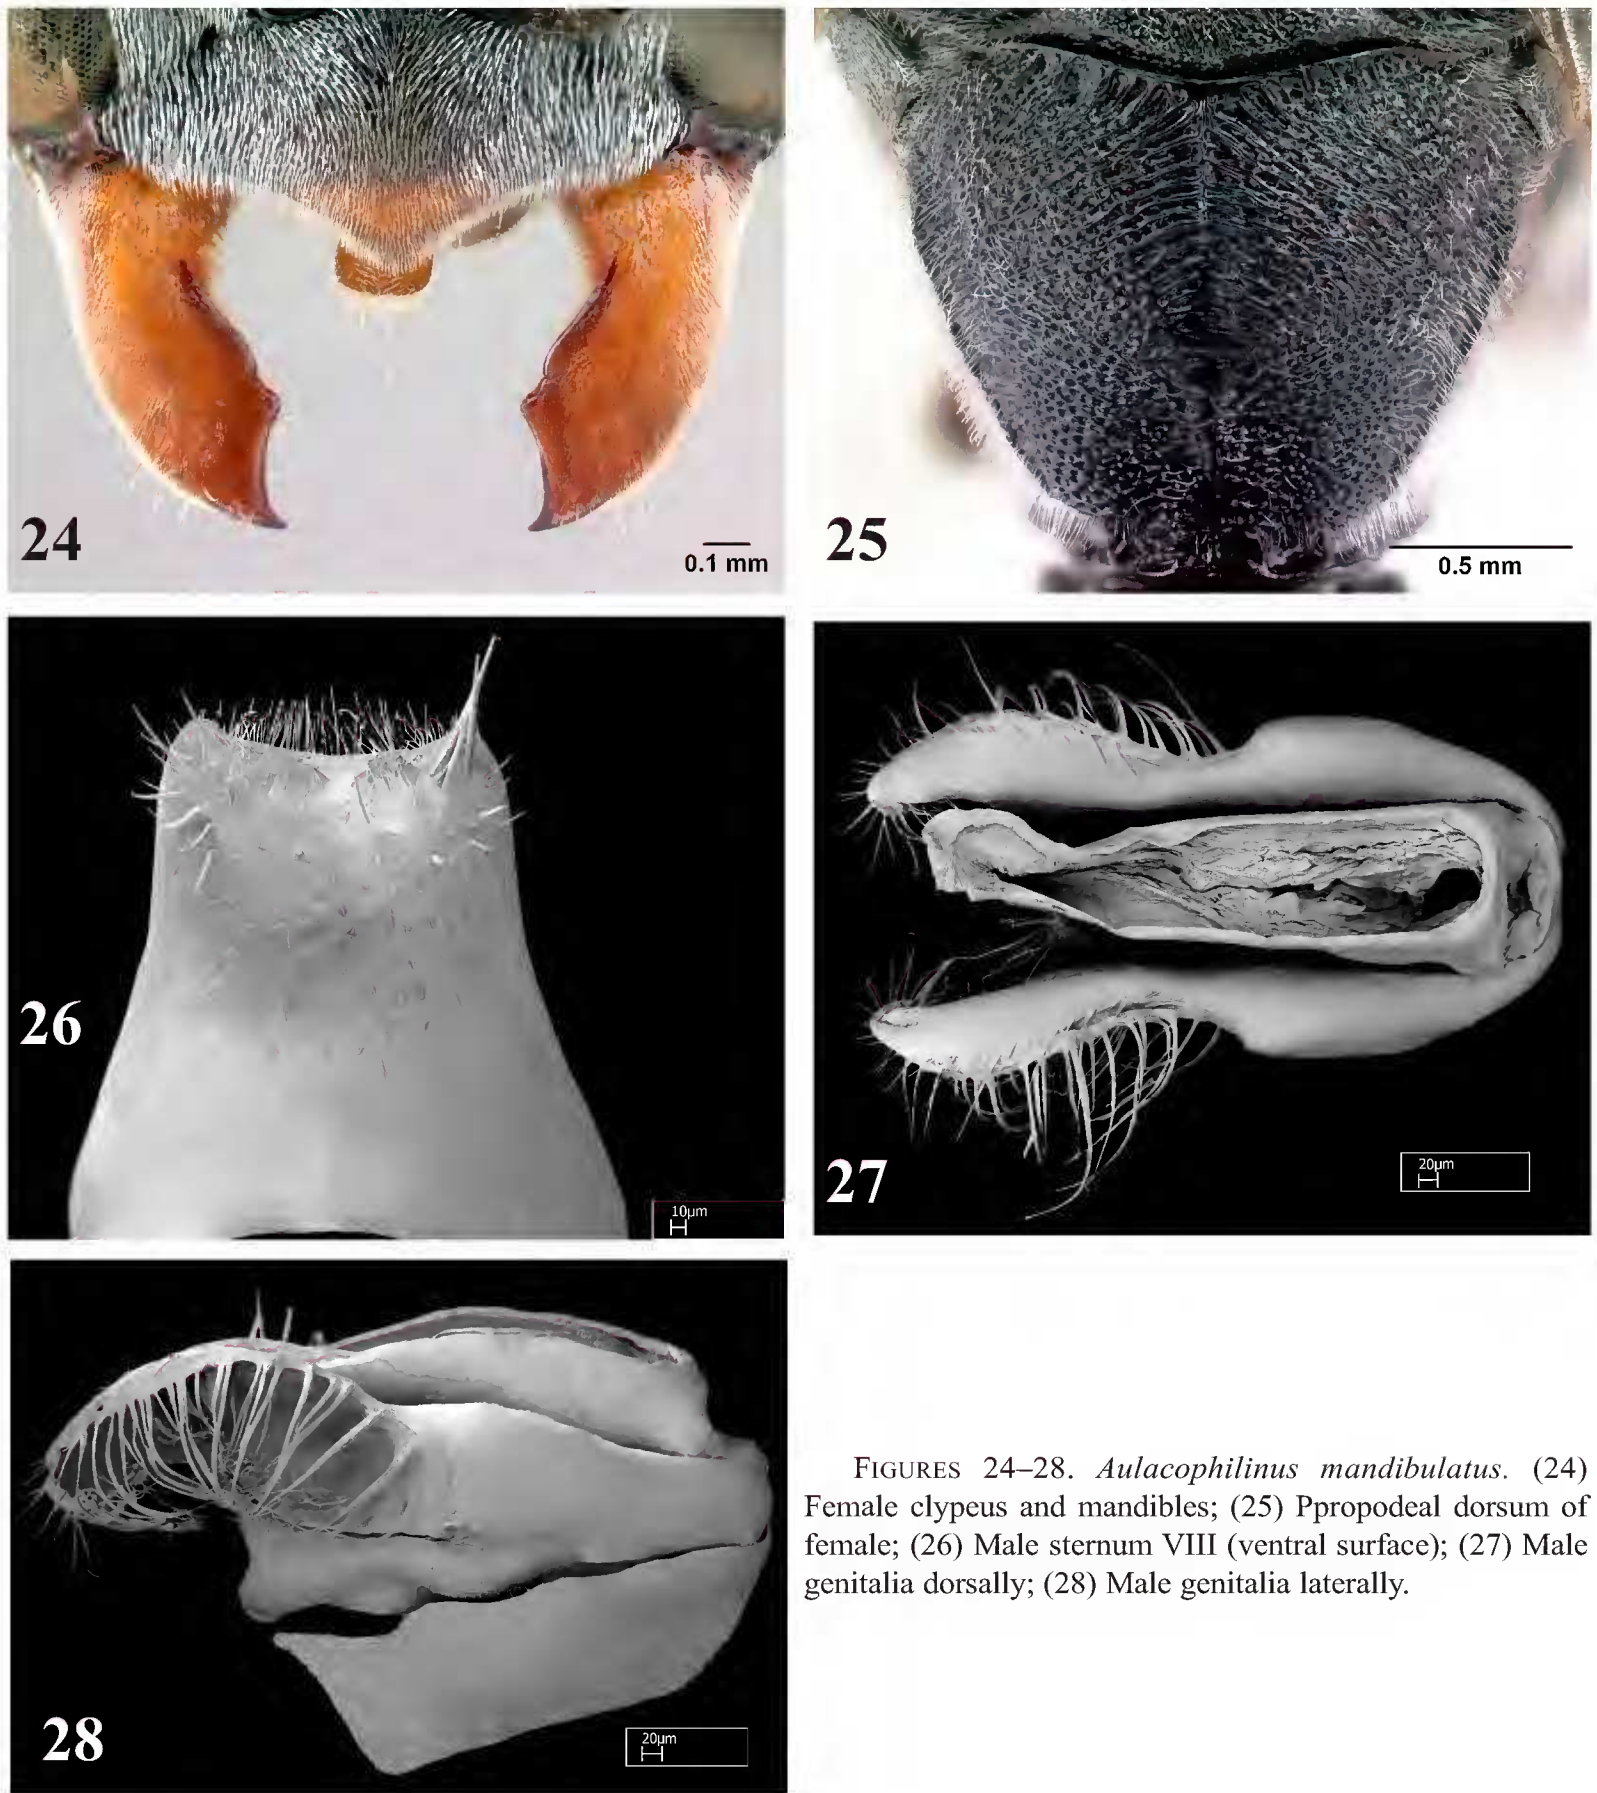 24
0.1 mm
25
0.5 mm
26
10µm
27
20µm
28
20µm
FIGURES 24–28. Aulacophilinus mandibulatus. (24)
Female clypeus and mandibles; (25) Ppropodeal dorsum of
female; (26) Male sternum VIII (ventral surface); (27) Male
genitalia dorsally; (28) Male genitalia laterally.